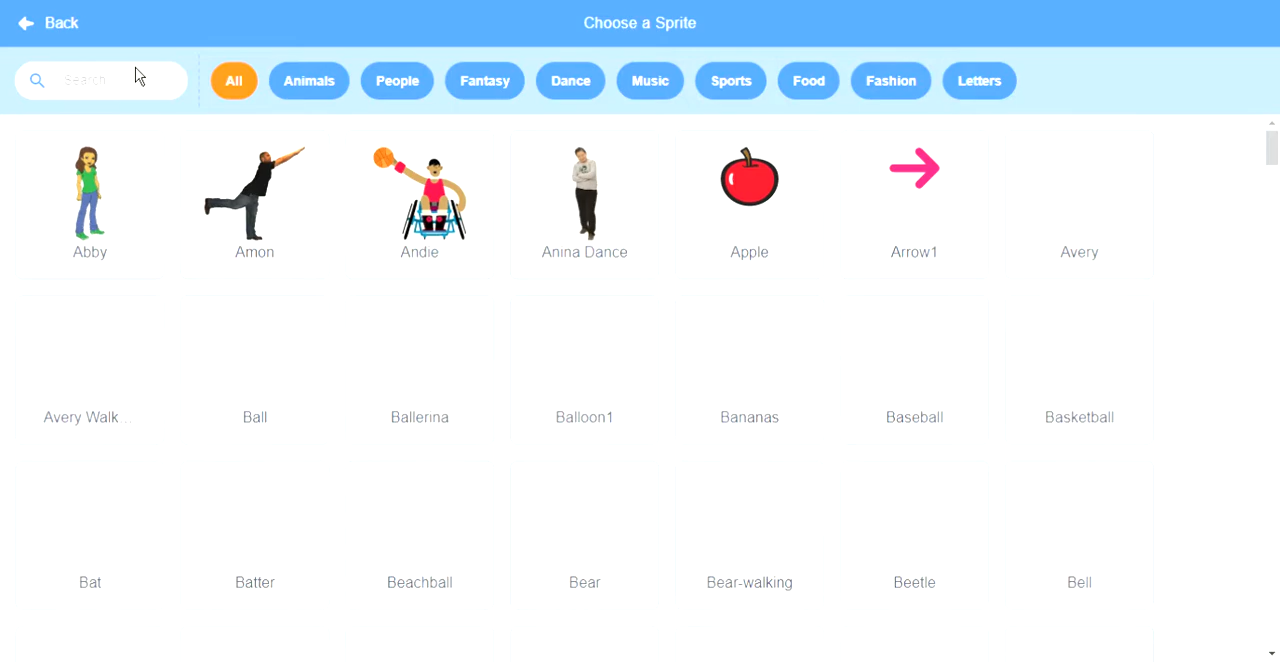 Back
Choose a Sprite
Search
All
Animals
People
Fantasy
Dance
Music
Sports
Food
Fashion
Letters
Abby
Amon
Andie
Anina Dance
Apple
Arrow1
Avery
Avery Walk...
Ball
Ballerina
Balloon1
Bananas
Baseball
Basketball
Bat
Batter
Beachball
Bear
Bear-walking
Beetle
Bell